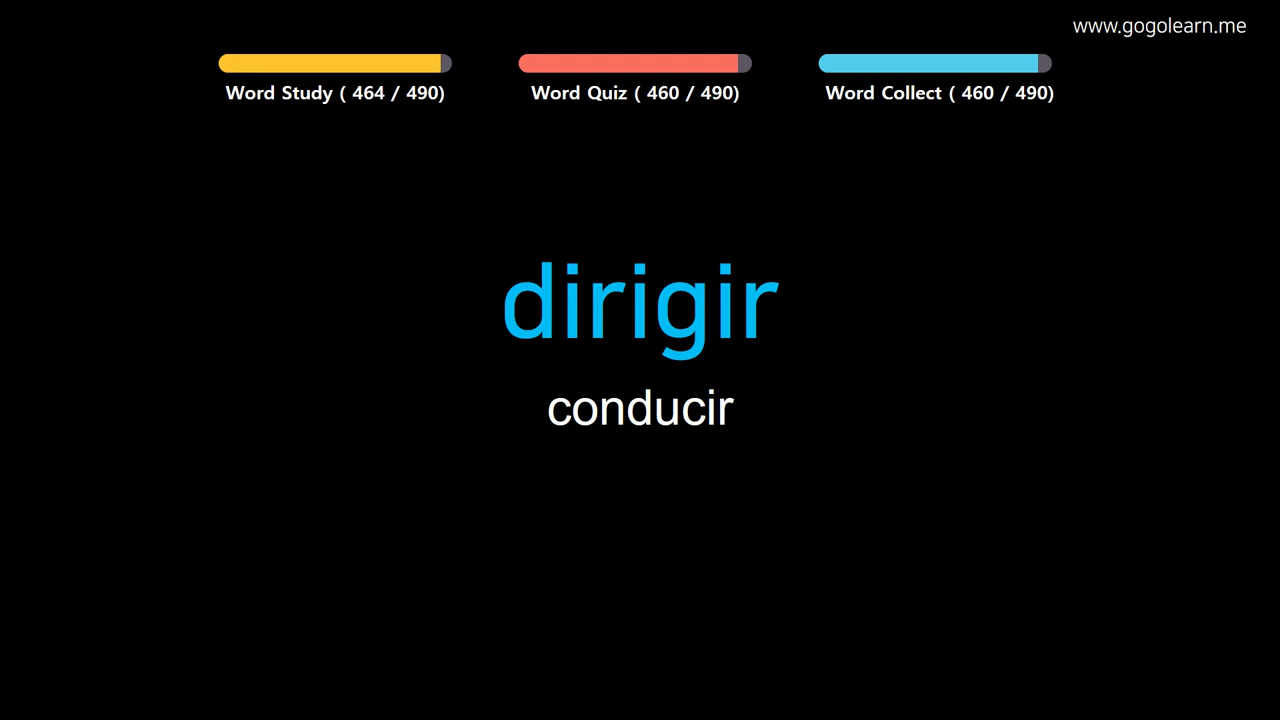 www.gogolearn.me
Word Study ( 464 / 490)
Word Quiz ( 460 / 490)
Word Collect ( 460 / 490)
dirigir
conducir